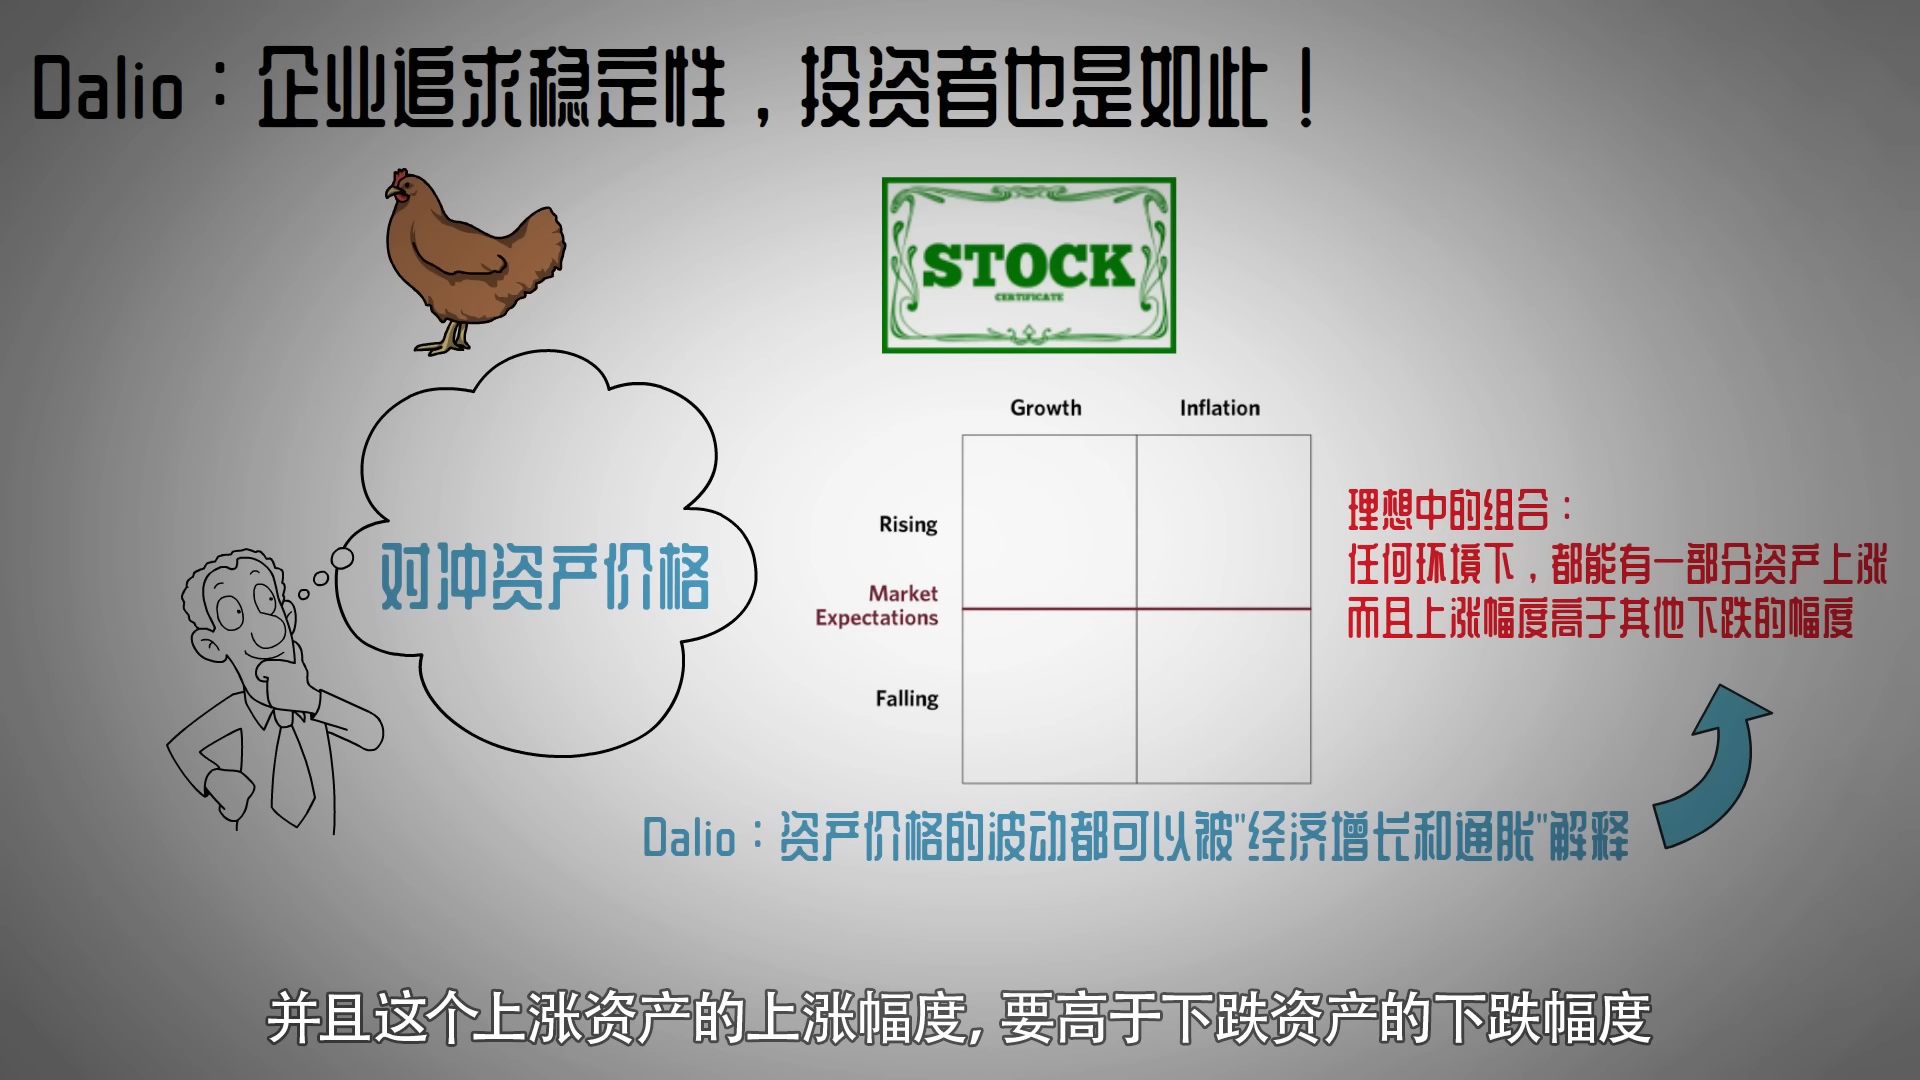 Dalio：企业追求稳定性，投资者也是如此！
STOCK
CERTIFICATE
Growth Inflation
Rising
Market
Expectations
Falling
对冲资产价格
理想中的组合：
任何环境下，都能有一部分资产上涨
而且上涨幅度高于其他下跌的幅度
Dalio：资产价格的波动都可以被"经济增长和通胀"解释
并且这个上涨资产的上涨幅度，要高于下跌资产的下跌幅度